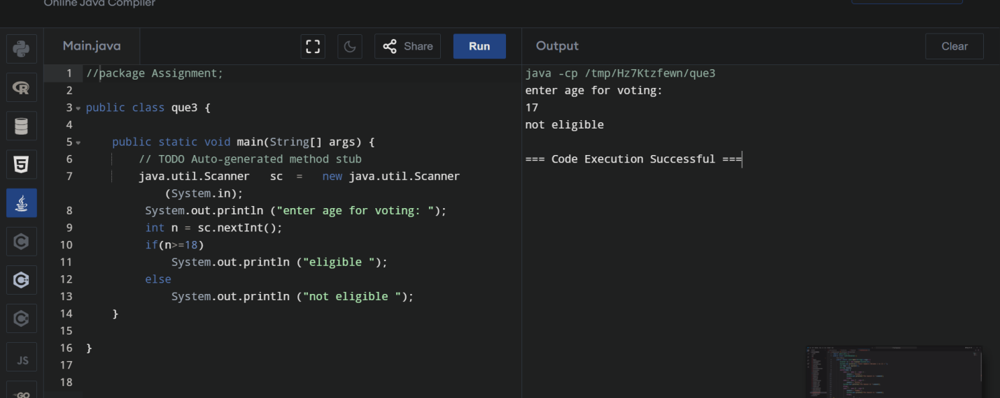 Online Java Compiler
Main.java
Share
Run
Output
Clear
1 //package Assignment;
2
3 public class que3 {
4
5 public static void main(String[] args) {
6 // TODO Auto-generated method stub
7 java.util.Scanner sc = new java.util.Scanner
(System.in);
8 System.out.println ("enter age for voting: ");
9 int n = sc.nextInt();
10 if(n>=18)
11 System.out.println ("eligible ");
12 else
13 System.out.println ("not eligible ");
14 }
15
16 }
17
18
java -cp /tmp/Hz7Ktzfewn/que3
enter age for voting:
17
not eligible
=== Code Execution Successful ===
JS
GO